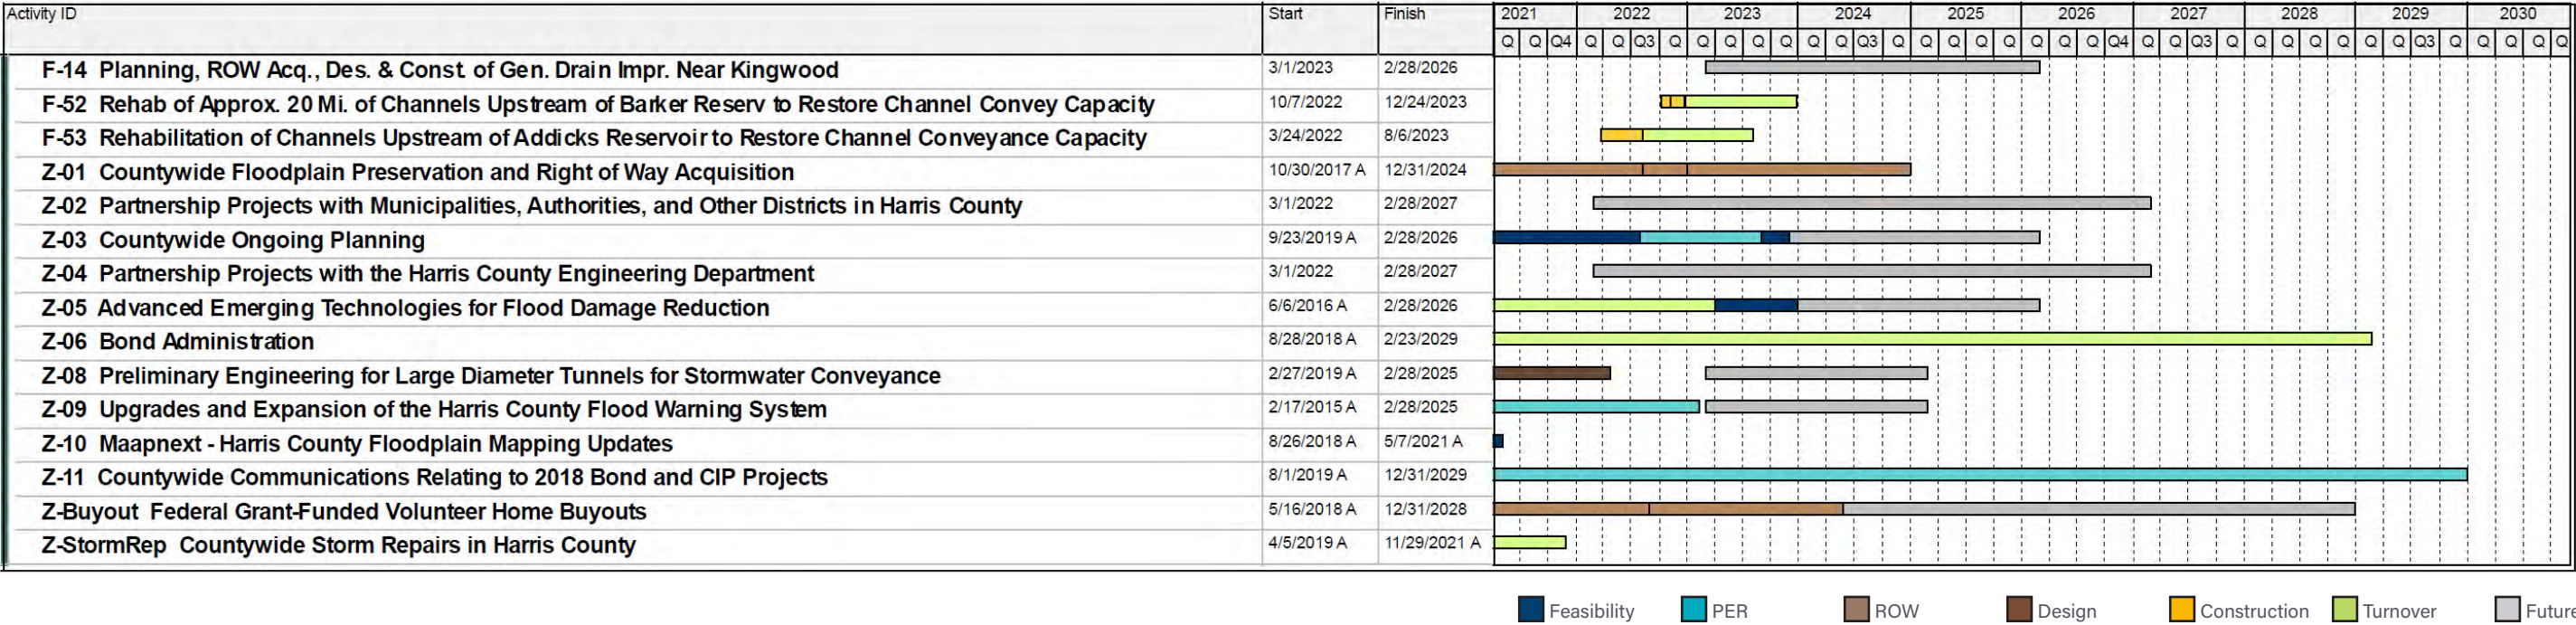 Activity ID Start Finish 2021 2022 2023 2024 2025 2026 2027 2028 2029 2030
Q Q Q4 Q Q Q3 Q Q Q Q Q Q Q Q3 Q Q Q Q Q Q Q Q Q4 Q Q Q3 Q Q Q Q Q Q Q Q3 Q Q Q Q Q
F-14 Planning, ROW Acq., Des. & Const. of Gen. Drain Impr. Near Kingwood 3/1/2023 2/28/2026
F-52 Rehab of Approx. 20 Mi. of Channels Upstream of Barker Reserv to Restore Channel Convey Capacity 10/7/2022 12/24/2023
F-53 Rehabilitation of Channels Upstream of Addicks Reservoir to Restore Channel Conveyance Capacity 3/24/2022 8/6/2023
Z-01 Countywide Floodplain Preservation and Right of Way Acquisition 10/30/2017 A 12/31/2024
Z-02 Partnership Projects with Municipalities, Authorities, and Other Districts in Harris County 3/1/2022 2/28/2027
Z-03 Countywide Ongoing Planning 9/23/2019 A 2/28/2026
Z-04 Partnership Projects with the Harris County Engineering Department 3/1/2022 2/28/2027
Z-05 Advanced Emerging Technologies for Flood Damage Reduction 6/6/2016 A 2/28/2026
Z-06 Bond Administration 8/28/2018 A 2/23/2029
Z-08 Preliminary Engineering for Large Diameter Tunnels for Stormwater Conveyance 2/27/2019 A 2/28/2025
Z-09 Upgrades and Expansion of the Harris County Flood Warning System 2/17/2015 A 2/28/2025
Z-10 Maapnext - Harris County Floodplain Mapping Updates 8/26/2018 A 5/7/2021 A
Z-11 Countywide Communications Relating to 2018 Bond and CIP Projects 8/1/2019 A 12/31/2029
Z-Buyout Federal Grant-Funded Volunteer Home Buyouts 5/16/2018 A 12/31/2028
Z-StormRep Countywide Storm Repairs in Harris County 4/5/2019 A 11/29/2021 A
Feasibility PER ROW Design Construction Turnover Future